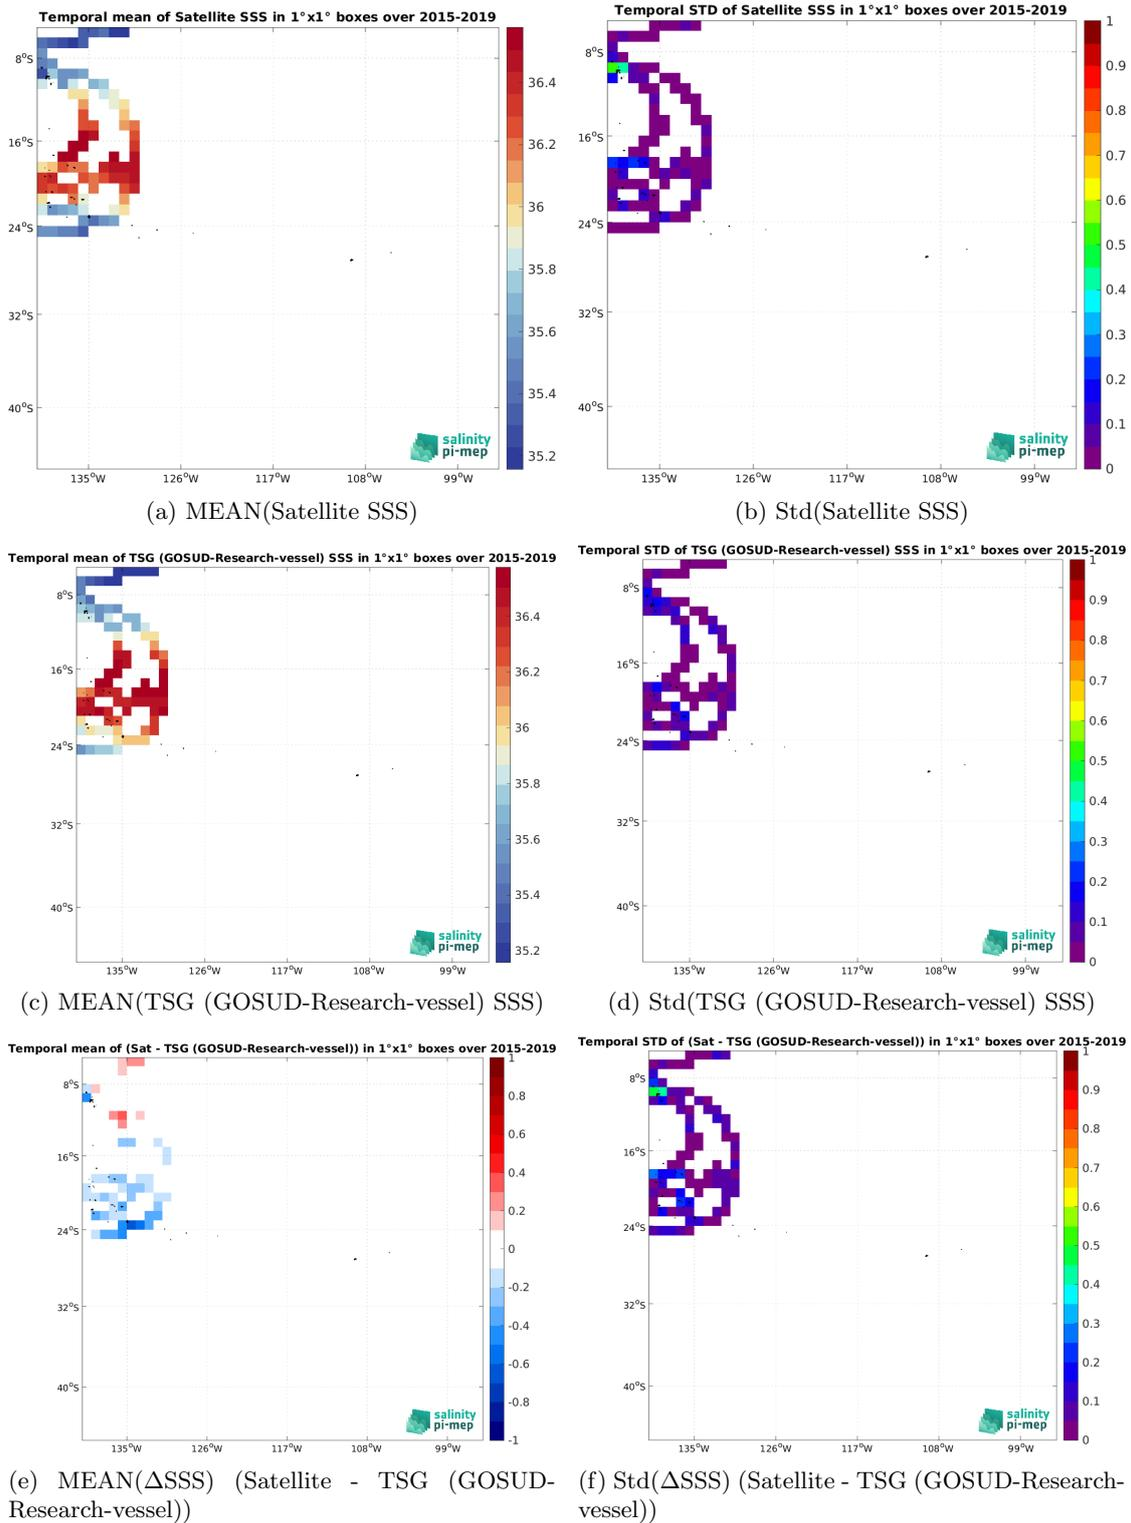 Temporal mean of Satellite SSS in 1°x1° boxes over 2015-2019
8°S
16°S
24°S
32°S
40°S
135°W 126°W 117°W 108°W 99°W
36.4
36.2
36
35.8
35.6
35.4
35.2
salinity
pi-mep
(a) MEAN(Satellite SSS)
Temporal STD of Satellite SSS in 1°x1° boxes over 2015-2019
8°S
16°S
24°S
32°S
40°S
135°W 126°W 117°W 108°W 99°W
1
0.9
0.8
0.7
0.6
0.5
0.4
0.3
0.2
0.1
0
salinity
pi-mep
(b) Std(Satellite SSS)
Temporal mean of TSG (GOSUD-Research-vessel) SSS in 1°x1° boxes over 2015-2019
8°S
16°S
24°S
32°S
40°S
135°W 126°W 117°W 108°W 99°W
36.4
36.2
36
35.8
35.6
35.4
35.2
salinity
pi-mep
(c) MEAN(TSG (GOSUD-Research-vessel) SSS)
Temporal STD of TSG (GOSUD-Research-vessel) SSS in 1°x1° boxes over 2015-2019
8°S
16°S
24°S
32°S
40°S
135°W 126°W 117°W 108°W 99°W
1
0.9
0.8
0.7
0.6
0.5
0.4
0.3
0.2
0.1
0
salinity
pi-mep
(d) Std(TSG (GOSUD-Research-vessel) SSS)
Temporal mean of (Sat - TSG (GOSUD-Research-vessel)) in 1°x1° boxes over 2015-2019
8°S
16°S
24°S
32°S
40°S
135°W 126°W 117°W 108°W 99°W
1
0.8
0.6
0.4
0.2
0
-0.2
-0.4
-0.6
-0.8
-1
salinity
pi-mep
(e) MEAN(ΔSSS) (Satellite - TSG (GOSUD-
Research-vessel))
Temporal STD of (Sat - TSG (GOSUD-Research-vessel)) in 1°x1° boxes over 2015-2019
8°S
16°S
24°S
32°S
40°S
135°W 126°W 117°W 108°W 99°W
1
0.9
0.8
0.7
0.6
0.5
0.4
0.3
0.2
0.1
0
salinity
pi-mep
(f) Std(ΔSSS) (Satellite - TSG (GOSUD-Research-
vessel))